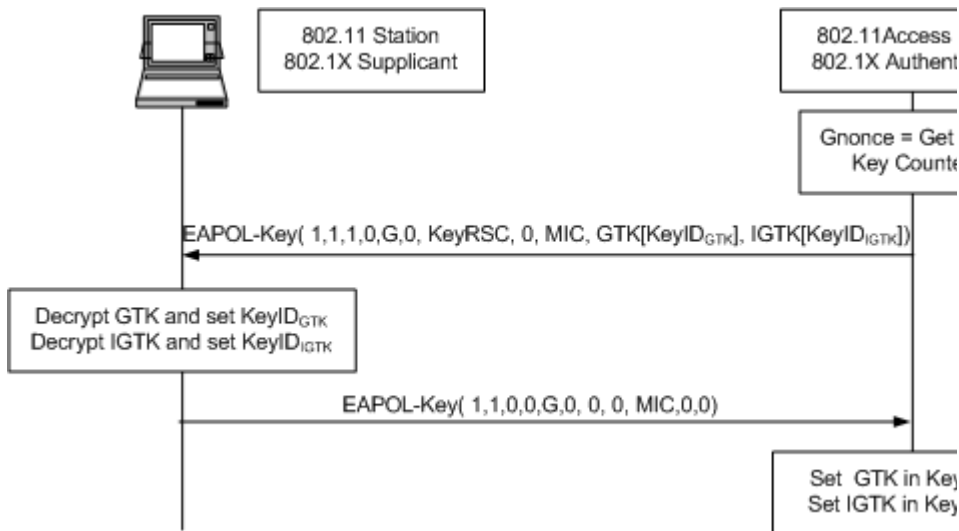 802.11 Station
802.1X Supplicant
802.11Access
802.1X Authent
Gnonce = Get
Key Counte
EAPOL-Key( 1,1,1,0,G,0, KeyRSC, 0, MIC, GTK[KeyIDGTK], IGTK[KeyIDIGTK])
Decrypt GTK and set KeyIDGTK
Decrypt IGTK and set KeyIDIGTK
EAPOL-Key( 1,1,0,0,G,0, 0, 0, MIC,0,0)
Set GTK in Key
Set IGTK in Key